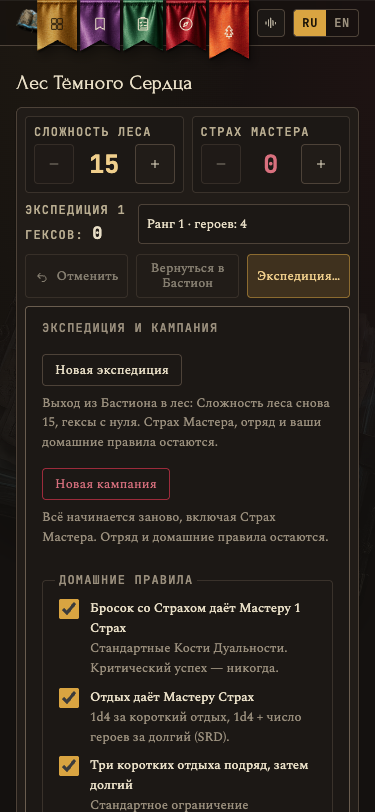 RU EN
Лес Тёмного Сердца
СЛОЖНОСТЬ ЛЕСА
− 15 +
СТРАХ МАСТЕРА
− 0 +
ЭКСПЕДИЦИЯ 1
ГЕКСОВ: 0
Ранг 1 · героев: 4
Отменить
Вернуться в
Бастион
Экспедиция…
ЭКСПЕДИЦИЯ И КАМПАНИЯ
Новая экспедиция
Выход из Бастиона в лес: Сложность леса снова
15, гексы с нуля. Страх Мастера, отряд и ваши
домашние правила остаются.
Новая кампания
Всё начинается заново, включая Страх
Мастера. Отряд и домашние правила остаются.
ДОМАШНИЕ ПРАВИЛА
Бросок со Страхом даёт Мастеру 1
Страх
Стандартные Кости Дуальности.
Критический успех — никогда.
Отдых даёт Мастеру Страх
1d4 за короткий отдых, 1d4 + число
героев за долгий (SRD).
Три коротких отдыха подряд, затем
долгий
Стандартное ограничение